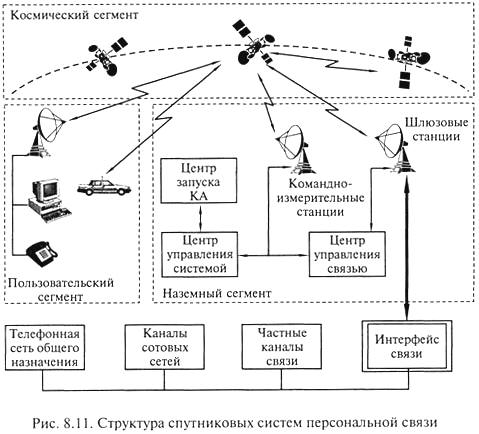 Космический сегмент
Шлюзовые
станции
Центр
запуска
КА
Командно-
измерительные
станции
Центр
управления
системой
Центр
управления
связью
Пользовательский
сегмент
Наземный сегмент
Телефонная
сеть общего
назначения
Каналы
сотовых
сетей
Частные
каналы
связи
Интерфейс
связи
Рис. 8.11. Структура спутниковых систем персональной связи